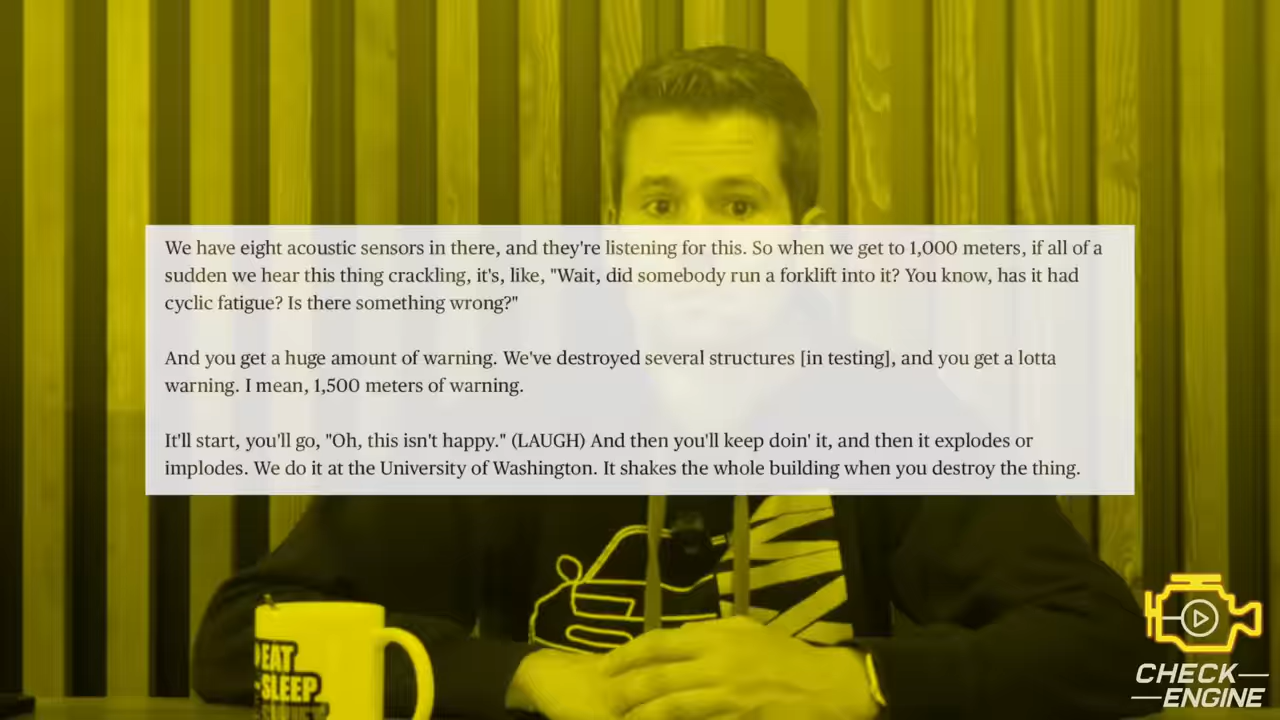 We have eight acoustic sensors in there, and they're listening for this. So when we get to 1,000 meters, if all of a
sudden we hear this thing crackling, it's, like, "Wait, did somebody run a forklift into it? You know, has it had
cyclic fatigue? Is there something wrong?"
And you get a huge amount of warning. We've destroyed several structures [in testing], and you get a lotta
warning. I mean, 1,500 meters of warning.
It'll start, you'll go, "Oh, this isn't happy." (LAUGH) And then you'll keep doin' it, and then it explodes or
implodes. We do it at the University of Washington. It shakes the whole building when you destroy the thing.
EAT
SLEEP
CHECK
ENGINE